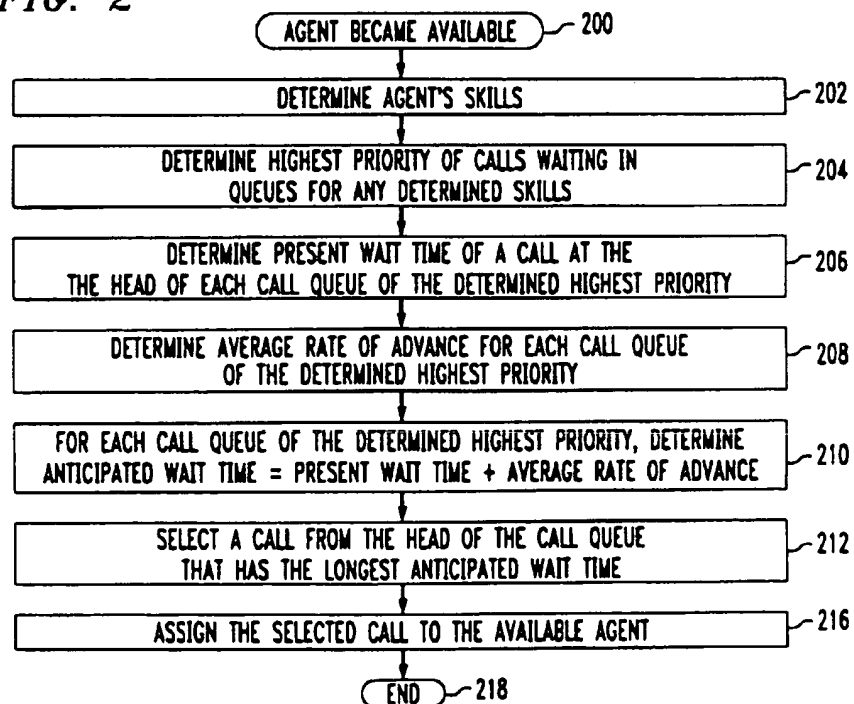 FIG. 2
AGENT BECAME AVAILABLE
200
DETERMINE AGENT'S SKILLS
202
DETERMINE HIGHEST PRIORITY OF CALLS WAITING IN
QUEUES FOR ANY DETERMINED SKILLS
204
DETERMINE PRESENT WAIT TIME OF A CALL AT THE
THE HEAD OF EACH CALL QUEUE OF THE DETERMINED HIGHEST PRIORITY
206
DETERMINE AVERAGE RATE OF ADVANCE FOR EACH CALL QUEUE
OF THE DETERMINED HIGHEST PRIORITY
208
FOR EACH CALL QUEUE OF THE DETERMINED HIGHEST PRIORITY, DETERMINE
ANTICIPATED WAIT TIME = PRESENT WAIT TIME + AVERAGE RATE OF ADVANCE
210
SELECT A CALL FROM THE HEAD OF THE CALL QUEUE
THAT HAS THE LONGEST ANTICIPATED WAIT TIME
212
ASSIGN THE SELECTED CALL TO THE AVAILABLE AGENT
216
END
218